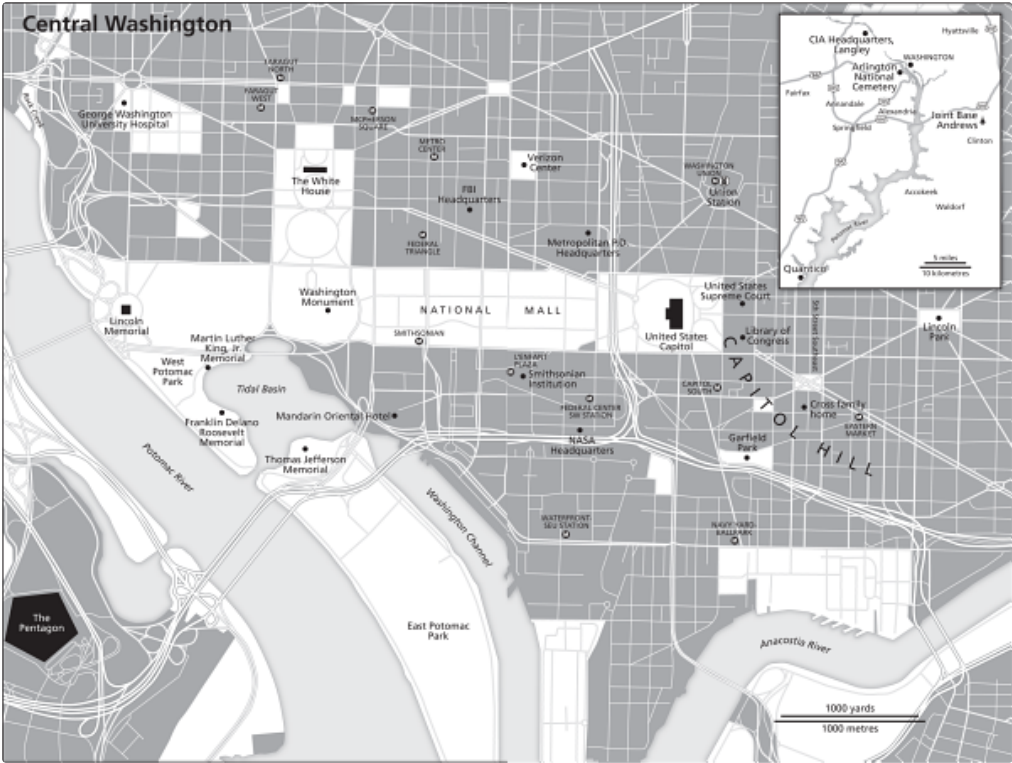 Central Washington
FARAGUT
NORTH
FARAGUT
WEST
MCPHERSON
SQUARE
George Washington
University Hospital
Rock Creek
METRO
CENTER
Verizon
Center
The White
House
FBI
Headquarters
WASHINGTON
UNION
Union
Station
FEDERAL
TRIANGLE
Metropolitan P.D.
Headquarters
Washington
Monument
NATIONAL MALL
United States
Supreme Court
Lincoln
Memorial
SMITHSONIAN
United States
Capitol
Library of
Congress
5th Street Southeast
Lincoln
Park
Martin Luther
King, Jr.
Memorial
West
Potomac
Park
Tidal Basin
L'ENFANT
PLAZA
Smithsonian
Institution
CAPITOL
SOUTH
CAPITOL HILL
Franklin Delano
Roosevelt
Memorial
Mandarin Oriental Hotel
FEDERAL CENTER
SW STATION
Cross family
home
EASTERN
MARKET
NASA
Headquarters
Garfield
Park
Thomas Jefferson
Memorial
Potomac River
Washington Channel
WATERFRONT-
SEU STATION
NAVY YARD-
BALLPARK
The
Pentagon
East Potomac
Park
Anacostia River
1000 yards
1000 metres
CIA Headquarters,
Langley
Hyattsville
WASHINGTON
Arlington
National
Cemetery
Fairfax
Annandale
Alexandria
Springfield
Joint Base
Andrews
Clinton
Accokeek
Waldorf
Potomac River
Quantico
5 miles
10 kilometres